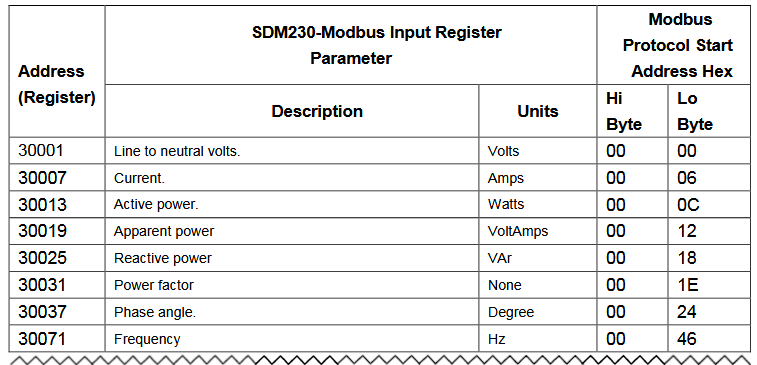 Address
(Register)
SDM230-Modbus Input Register
Parameter
Modbus
Protocol Start
Address Hex
Description
Units
Hi
Byte
Lo
Byte
30001 Line to neutral volts. Volts 00 00
30007 Current. Amps 00 06
30013 Active power. Watts 00 0C
30019 Apparent power VoltAmps 00 12
30025 Reactive power VAr 00 18
30031 Power factor None 00 1E
30037 Phase angle. Degree 00 24
30071 Frequency Hz 00 46